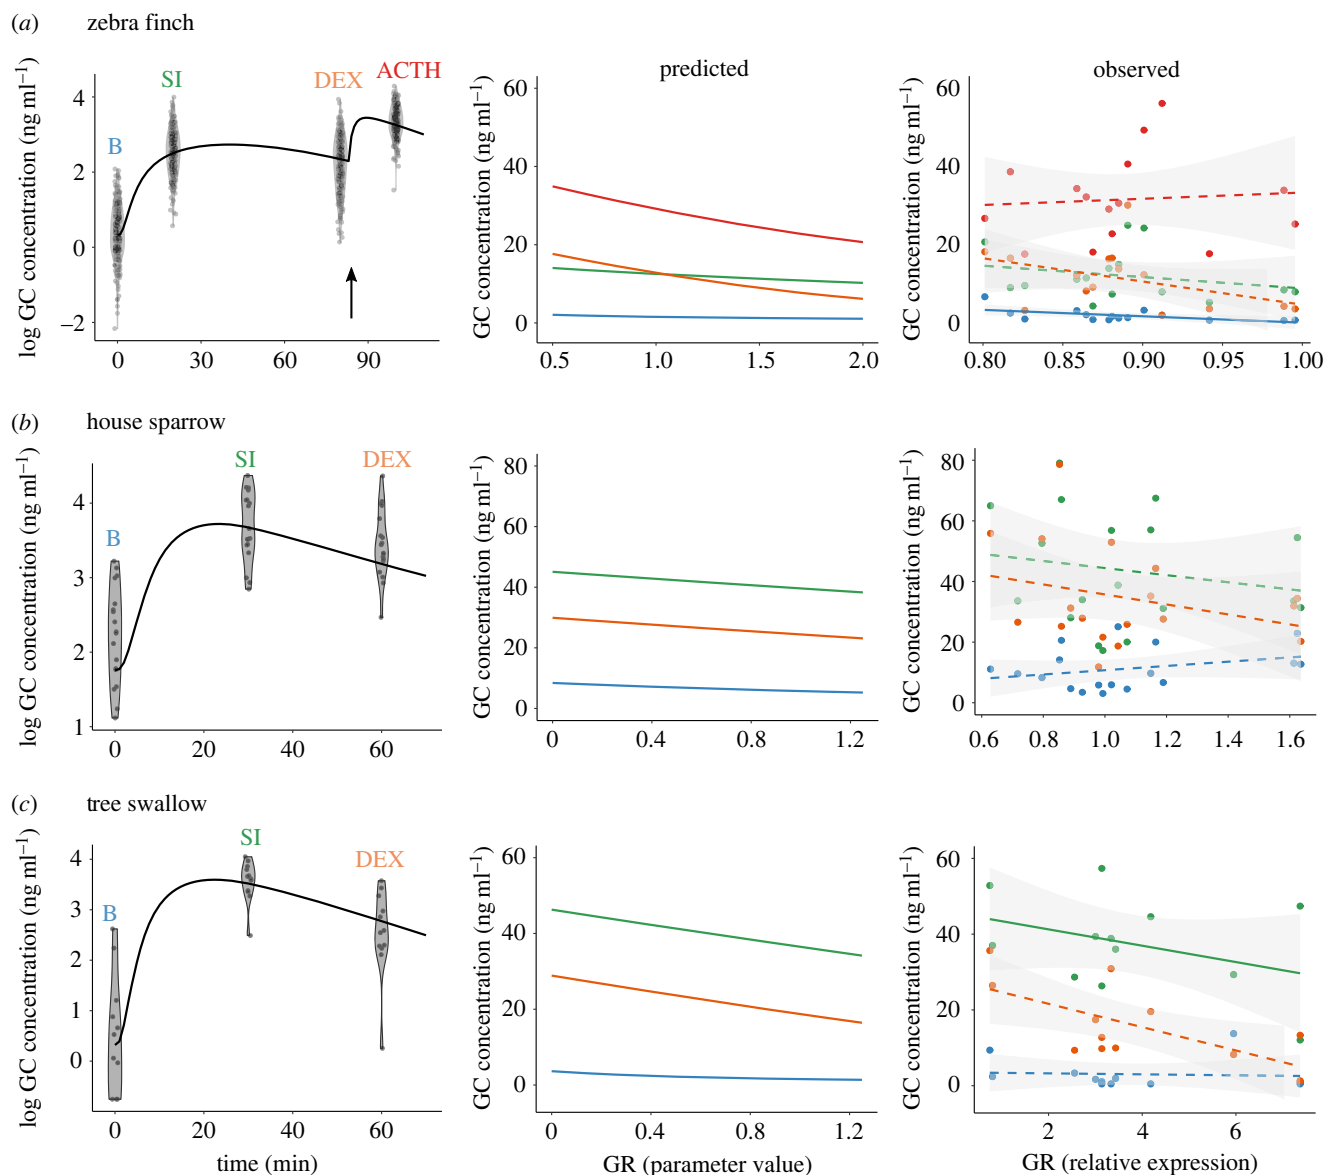 (a) zebra finch
predicted
observed
log GC concentration (ng ml−1)
4
2
0
−2
B
SI
DEX
ACTH
0 30 60 90
GC concentration (ng ml−1)
60
40
20
0
0.5 1.0 1.5 2.0
GC concentration (ng ml−1)
60
40
20
0
0.80 0.85 0.90 0.95 1.00
(b) house sparrow
log GC concentration (ng ml−1)
4
3
2
1
B
SI
DEX
0 20 40 60
GC concentration (ng ml−1)
80
60
40
20
0
0 0.4 0.8 1.2
GC concentration (ng ml−1)
80
60
40
20
0
0.6 0.8 1.0 1.2 1.4 1.6
(c) tree swallow
log GC concentration (ng ml−1)
4
3
2
1
0
B
SI
DEX
0 20 40 60
time (min)
GC concentration (ng ml−1)
60
40
20
0
0 0.4 0.8 1.2
GR (parameter value)
GC concentration (ng ml−1)
60
40
20
0
2 4 6
GR (relative expression)